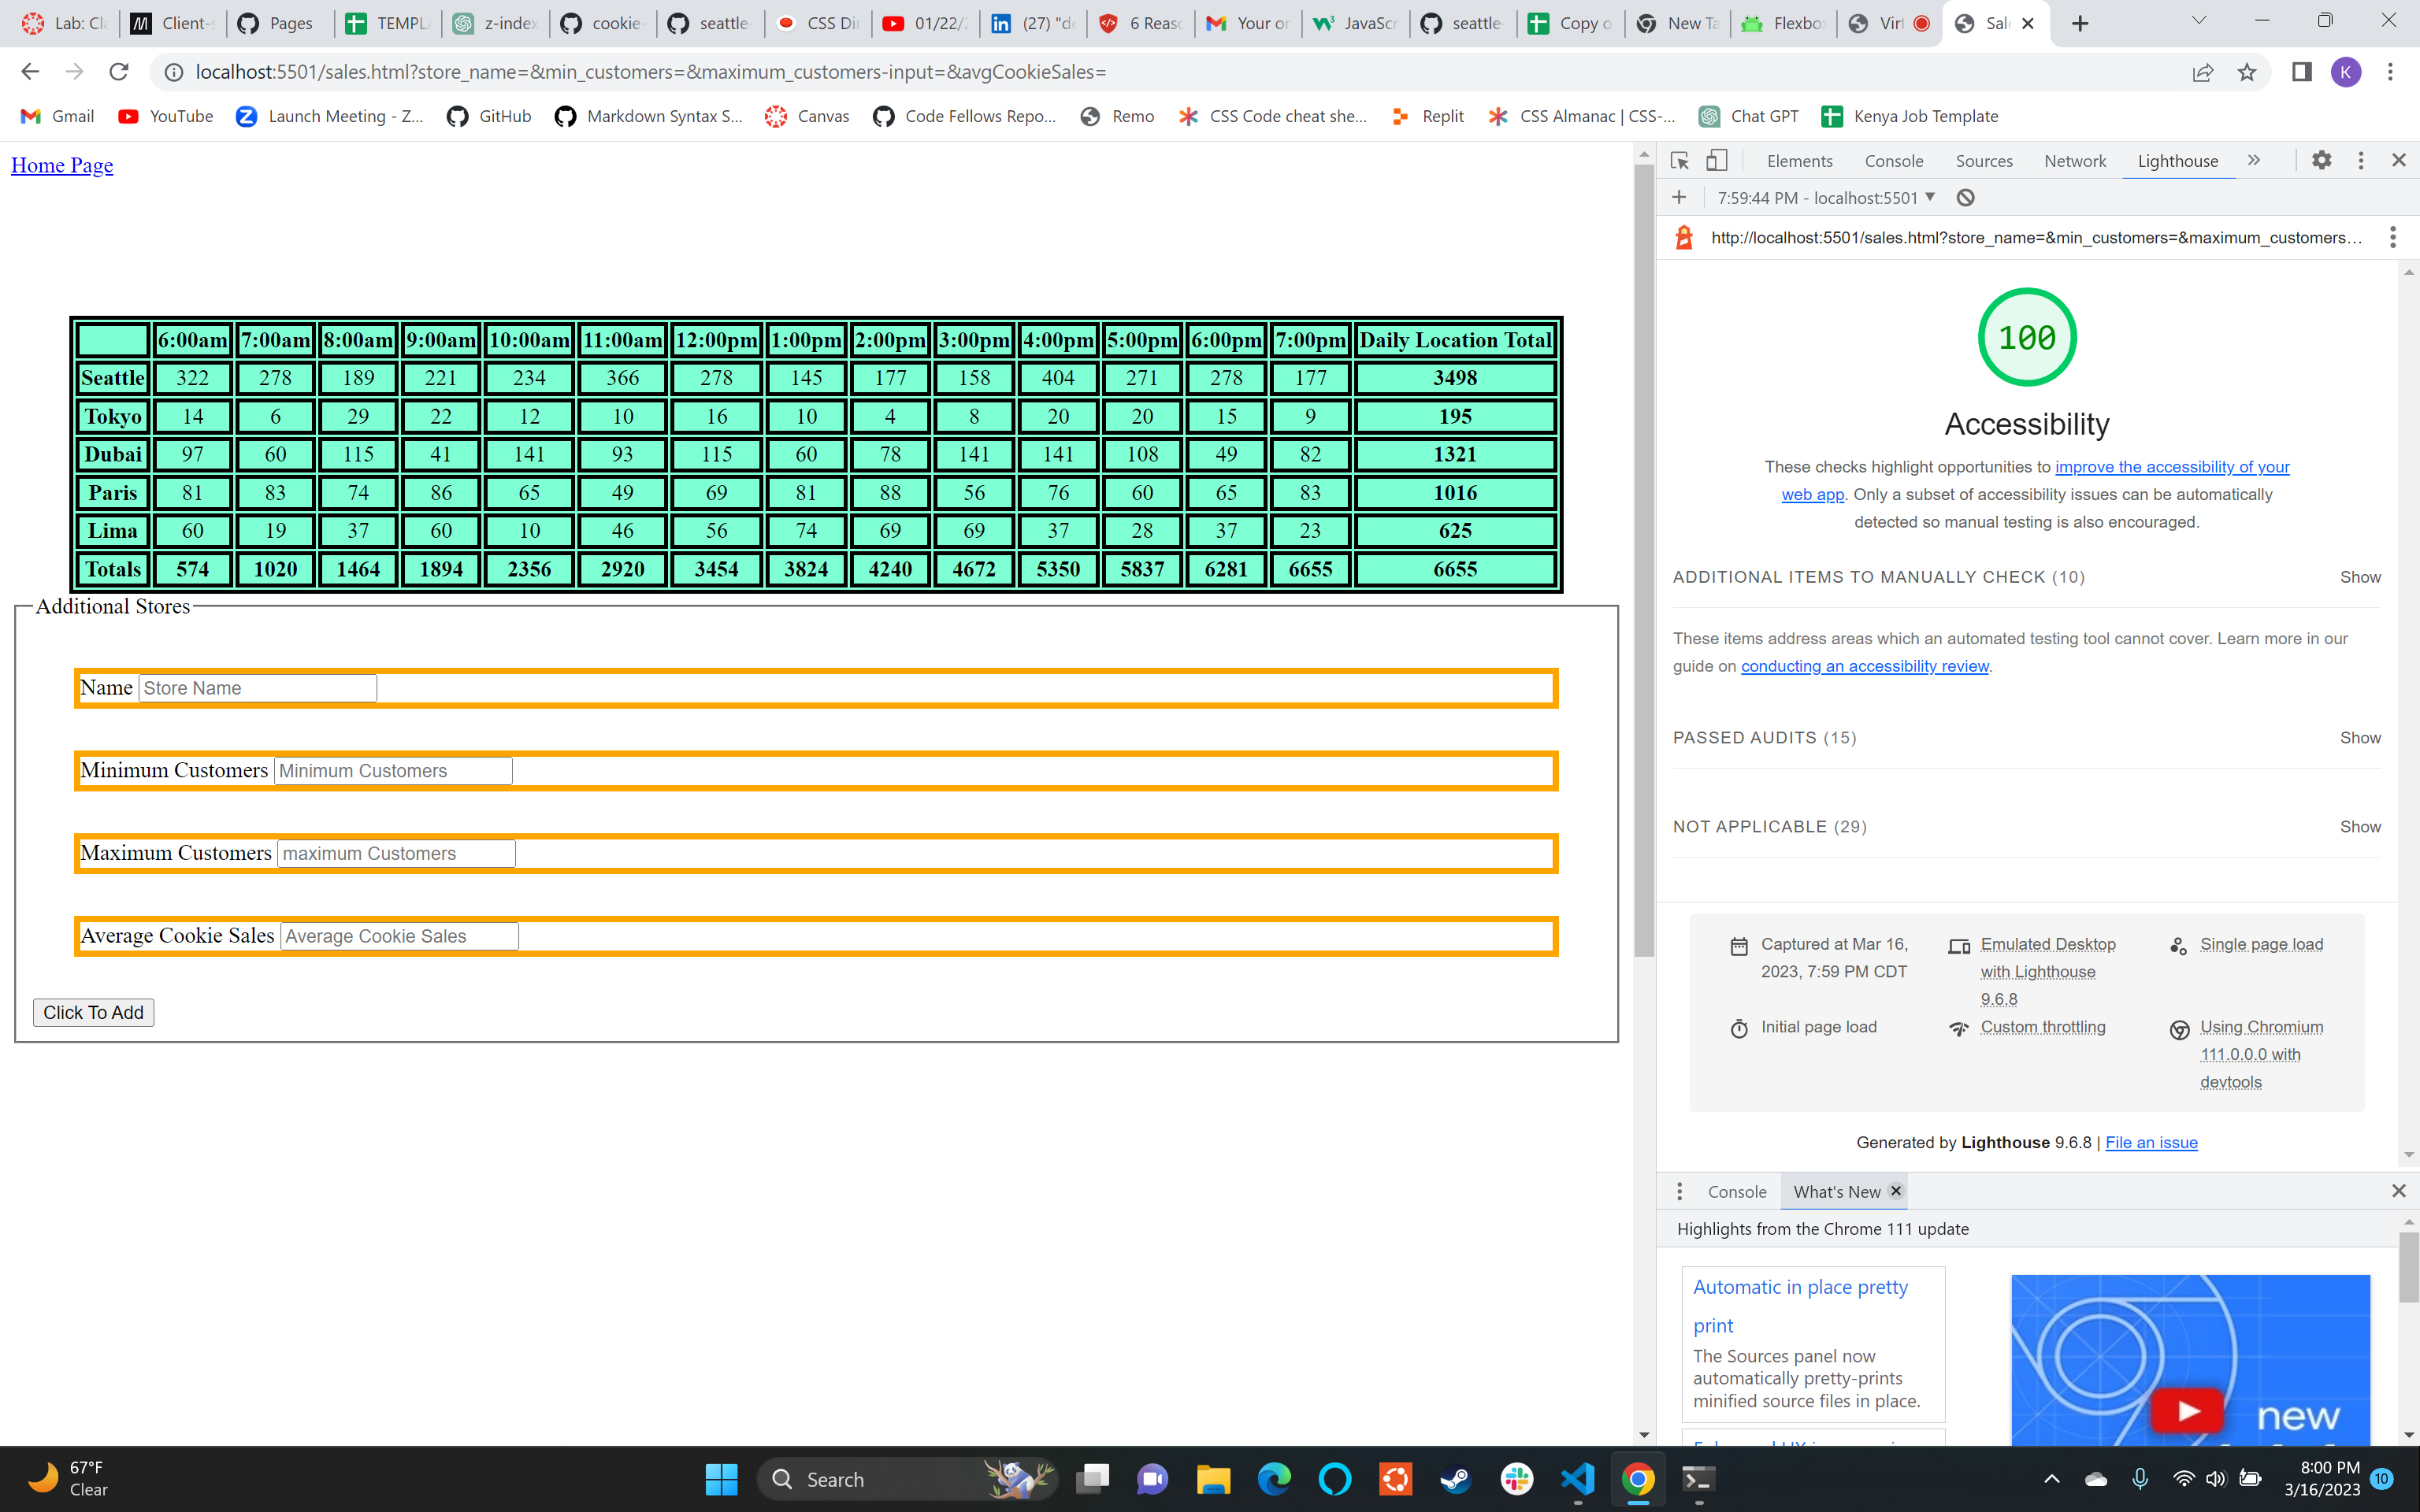 Lab: Cl
Client-s
Pages
TEMPL
z-index
cookie-
seattle-
CSS Di
01/22/
(27) "d
6 Reaso
Your or
JavaScr
seattle-
Copy o
New Ta
Flexbo
Virt
Sal
localhost:5501/sales.html?store_name=&min_customers=&maximum_customers-input=&avgCookieSales=
K
Gmail YouTube Launch Meeting - Z... GitHub Markdown Syntax S... Canvas Code Fellows Repo... Remo CSS Code cheat she... Replit CSS Almanac | CSS-... Chat GPT Kenya Job Template
Home Page
6:00am 7:00am 8:00am 9:00am 10:00am 11:00am 12:00pm 1:00pm 2:00pm 3:00pm 4:00pm 5:00pm 6:00pm 7:00pm Daily Location Total
Seattle 322 278 189 221 234 366 278 145 177 158 404 271 278 177 3498
Tokyo 14 6 29 22 12 10 16 10 4 8 20 20 15 9 195
Dubai 97 60 115 41 141 93 115 60 78 141 141 108 49 82 1321
Paris 81 83 74 86 65 49 69 81 88 56 76 60 65 83 1016
Lima 60 19 37 60 10 46 56 74 69 69 37 28 37 23 625
Totals 574 1020 1464 1894 2356 2920 3454 3824 4240 4672 5350 5837 6281 6655 6655
Additional Stores
Name Store Name
Minimum Customers Minimum Customers
Maximum Customers maximum Customers
Average Cookie Sales Average Cookie Sales
Click To Add
Elements Console Sources Network Lighthouse
7:59:44 PM - localhost:5501
http://localhost:5501/sales.html?store_name=&min_customers=&maximum_customers...
100
Accessibility
These checks highlight opportunities to improve the accessibility of your
web app. Only a subset of accessibility issues can be automatically
detected so manual testing is also encouraged.
ADDITIONAL ITEMS TO MANUALLY CHECK (10) Show
These items address areas which an automated testing tool cannot cover. Learn more in our
guide on conducting an accessibility review.
PASSED AUDITS (15) Show
NOT APPLICABLE (29) Show
Captured at Mar 16,
2023, 7:59 PM CDT
Emulated Desktop
with Lighthouse
9.6.8
Single page load
Initial page load
Custom throttling
Using Chromium
111.0.0.0 with
devtools
Generated by Lighthouse 9.6.8 | File an issue
Console What's New
Highlights from the Chrome 111 update
Automatic in place pretty
print
The Sources panel now
automatically pretty-prints
minified source files in place.
new
67°F
Clear
Search
8:00 PM
3/16/2023
10